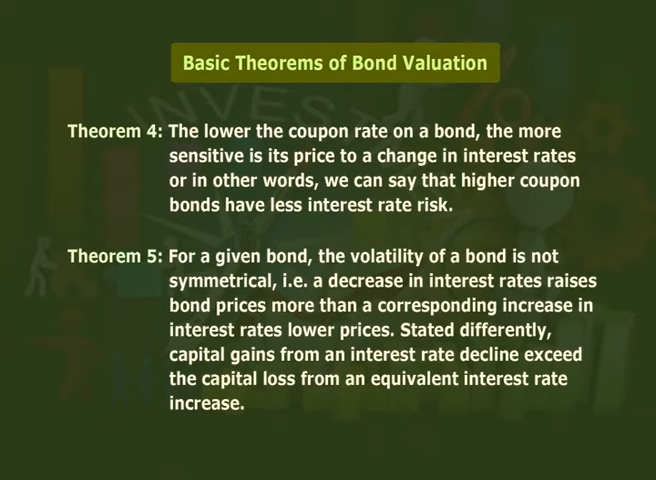 Basic Theorems of Bond Valuation
Theorem 4: The lower the coupon rate on a bond, the more
sensitive is its price to a change in interest rates
or in other words, we can say that higher coupon
bonds have less interest rate risk.
Theorem 5: For a given bond, the volatility of a bond is not
symmetrical, i.e. a decrease in interest rates raises
bond prices more than a corresponding increase in
interest rates lower prices. Stated differently,
capital gains from an interest rate decline exceed
the capital loss from an equivalent interest rate
increase.
INVEST